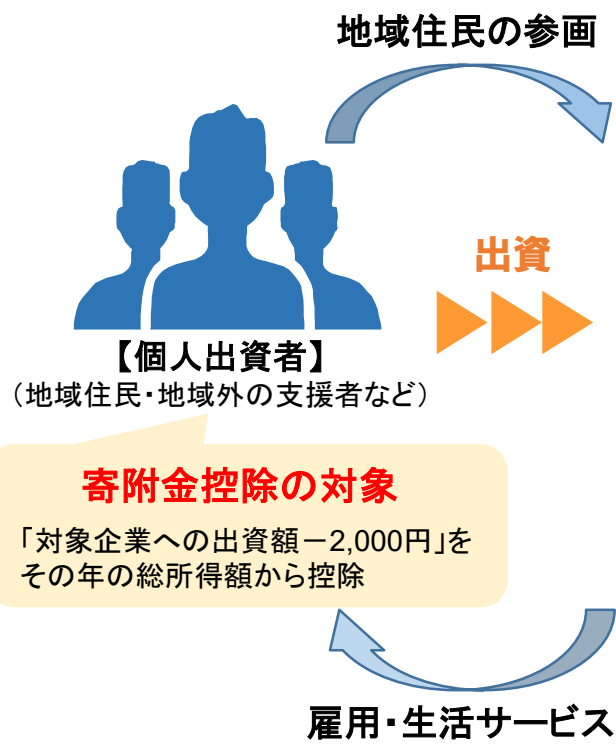 地域住民の参画
出資
【個人出資者】
（地域住民・地域外の支援者など）
寄附金控除の対象
「対象企業への出資額－2,000円」を
その年の総所得額から控除
雇用・生活サービス